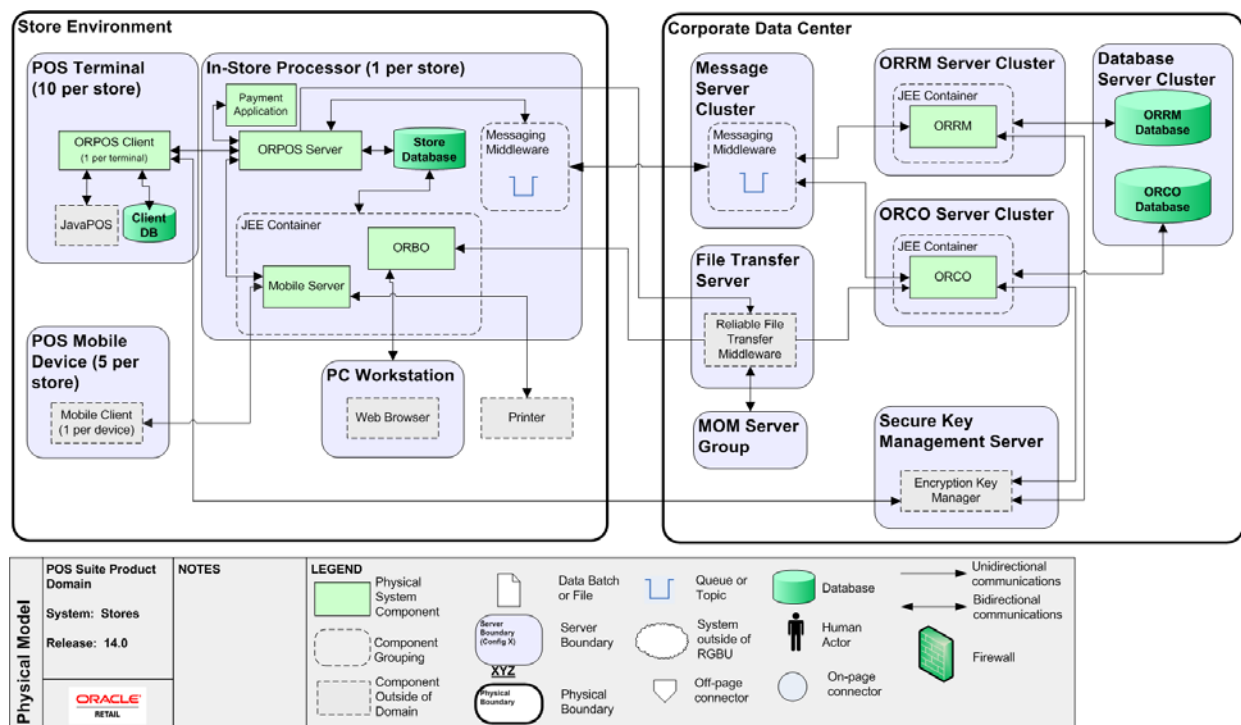 Store Environment
POS Terminal
(10 per store)
ORPOS Client
(1 per terminal)
JavaPOS
Client
DB
In-Store Processor (1 per store)
Payment
Application
ORPOS Server
Store
Database
Messaging
Middleware
JEE Container
ORBO
Mobile Server
POS Mobile
Device (5 per
store)
Mobile Client
(1 per device)
PC Workstation
Web Browser
Printer
Corporate Data Center
Message
Server
Cluster
Messaging
Middleware
ORRM Server Cluster
JEE Container
ORRM
Database
Server Cluster
ORRM
Database
ORCO
Database
ORCO Server Cluster
JEE Container
ORCO
File Transfer
Server
Reliable File
Transfer
Middleware
MOM Server
Group
Secure Key
Management Server
Encryption Key
Manager
Physical Model
POS Suite Product
Domain
System: Stores
Release: 14.0
ORACLE
RETAIL
NOTES
LEGEND
Physical
System
Component
Component
Grouping
Component
Outside of
Domain
Data Batch
or File
Server
Boundary
(Config X)
Server
Boundary
XYZ
Physical
Boundary
Physical
Boundary
Queue or
Topic
System
outside of
RGBU
Off-page
connector
Database
Human
Actor
On-page
connector
Unidirectional
communications
Bidirectional
communications
Firewall